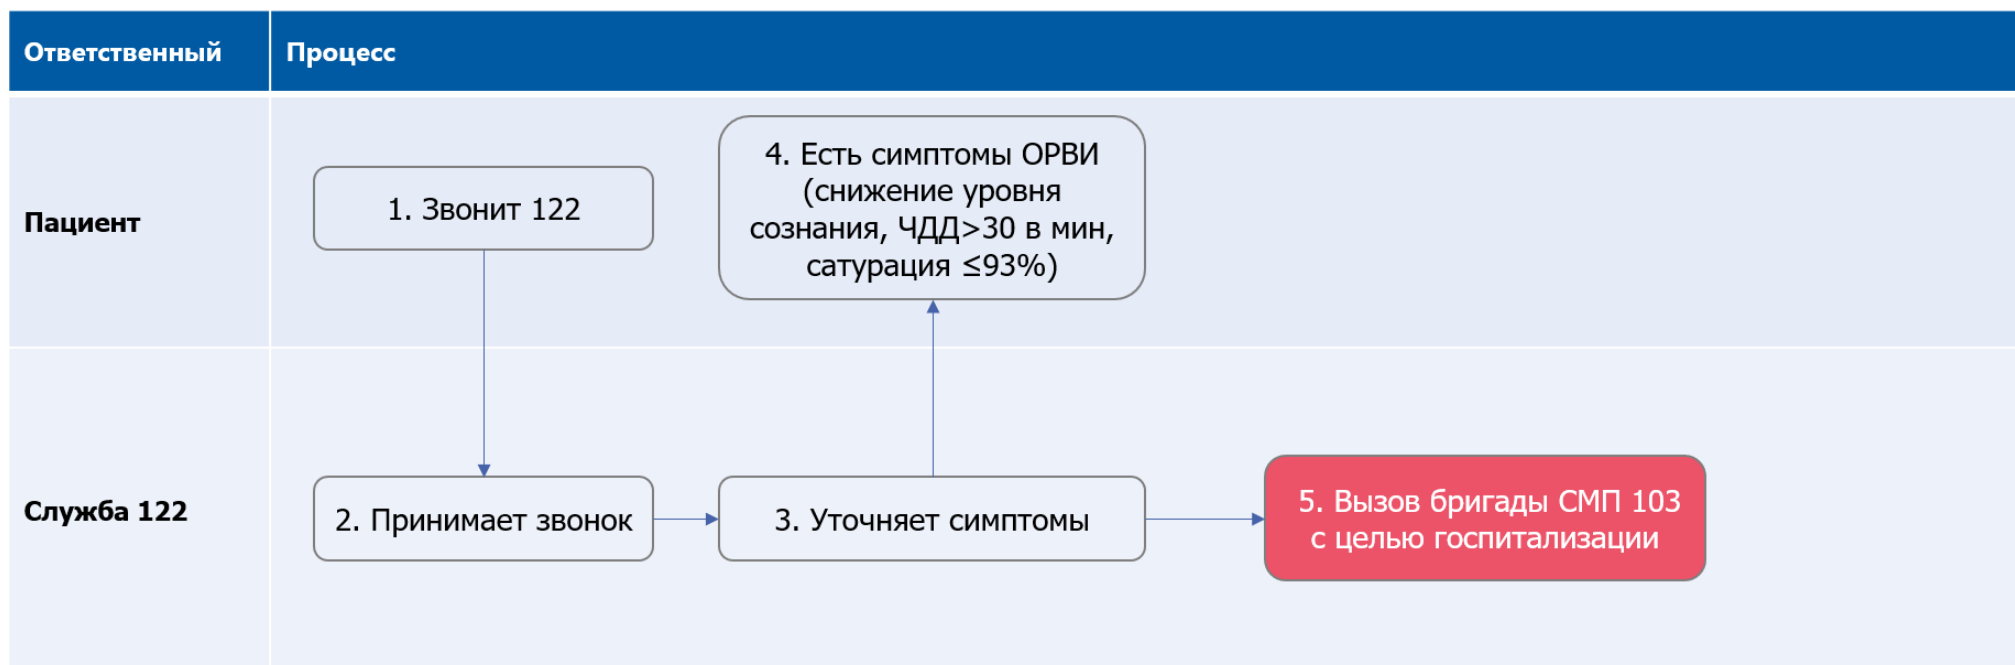 Ответственный
Процесс
Пациент
1. Звонит 122
4. Есть симптомы ОРВИ
(снижение уровня
сознания, ЧДД>30 в мин,
сатурация ≤93%)
Служба 122
2. Принимает звонок
3. Уточняет симптомы
5. Вызов бригады СМП 103
с целью госпитализации